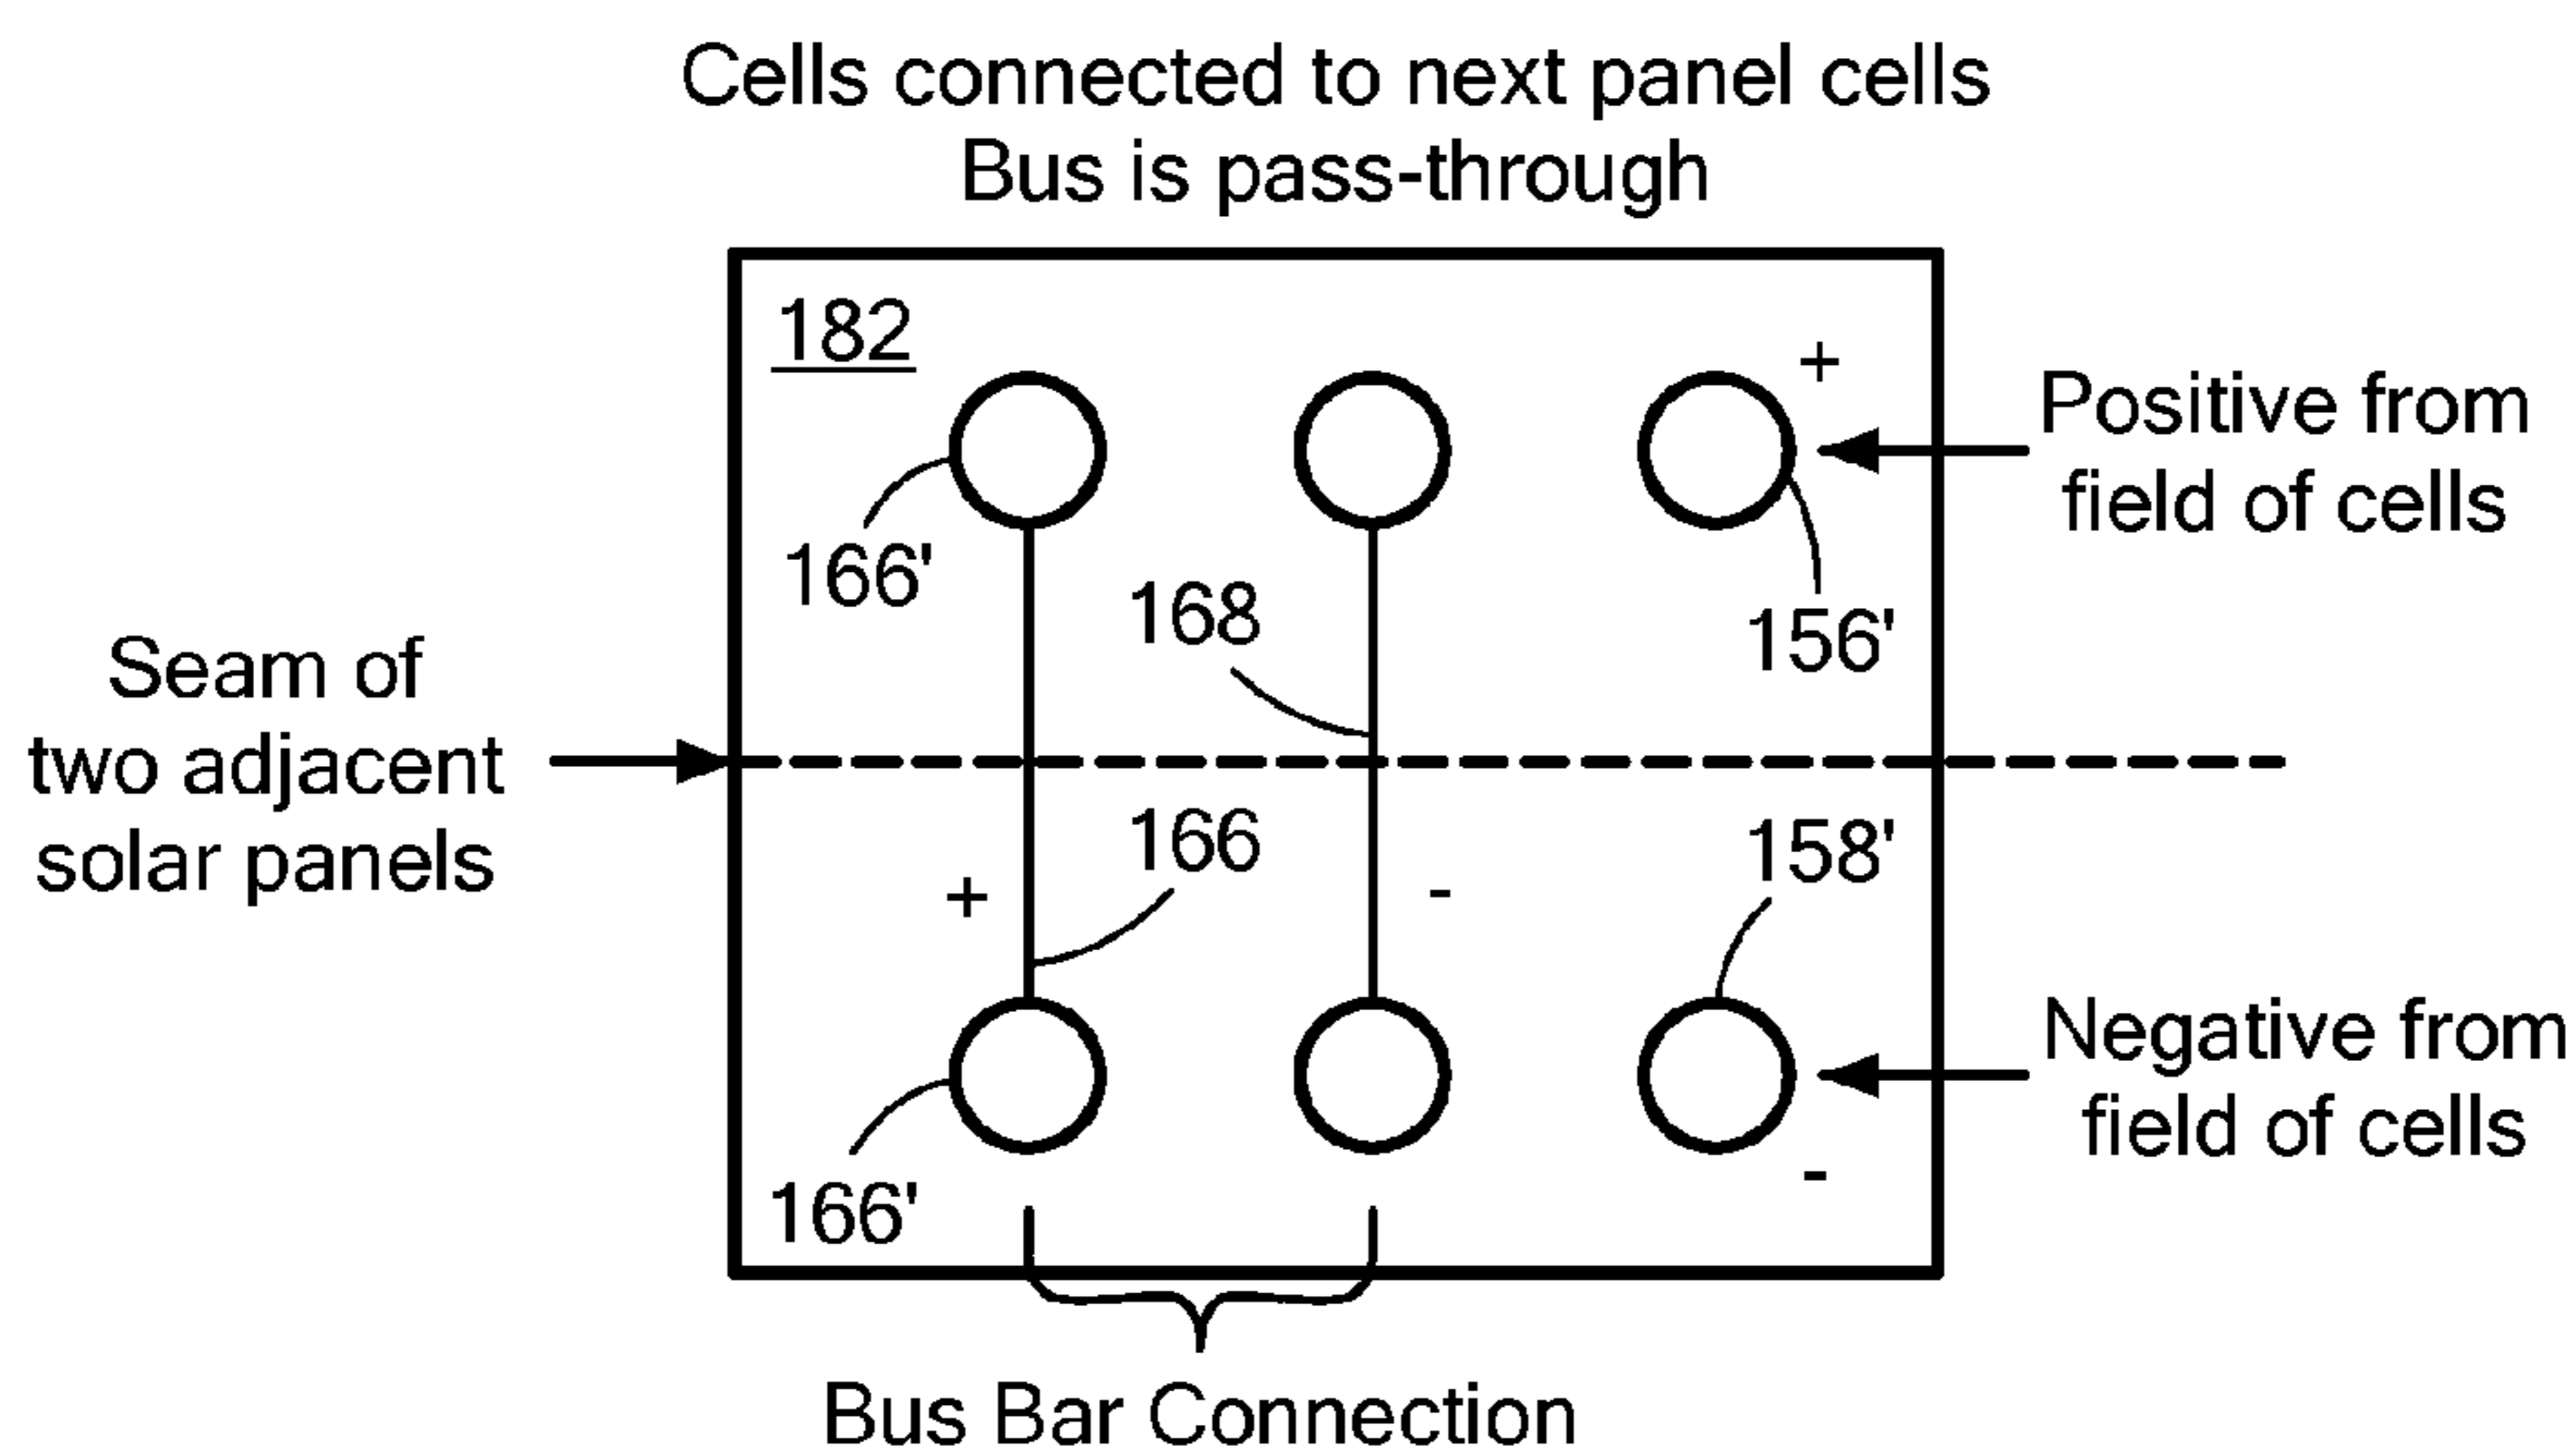 Cells connected to next panel cells
Bus is pass-through
182
+
Positive from
field of cells
166'
168
156'
Seam of
two adjacent
solar panels
166
158'
+
-
Negative from
field of cells
166'
-
Bus Bar Connection